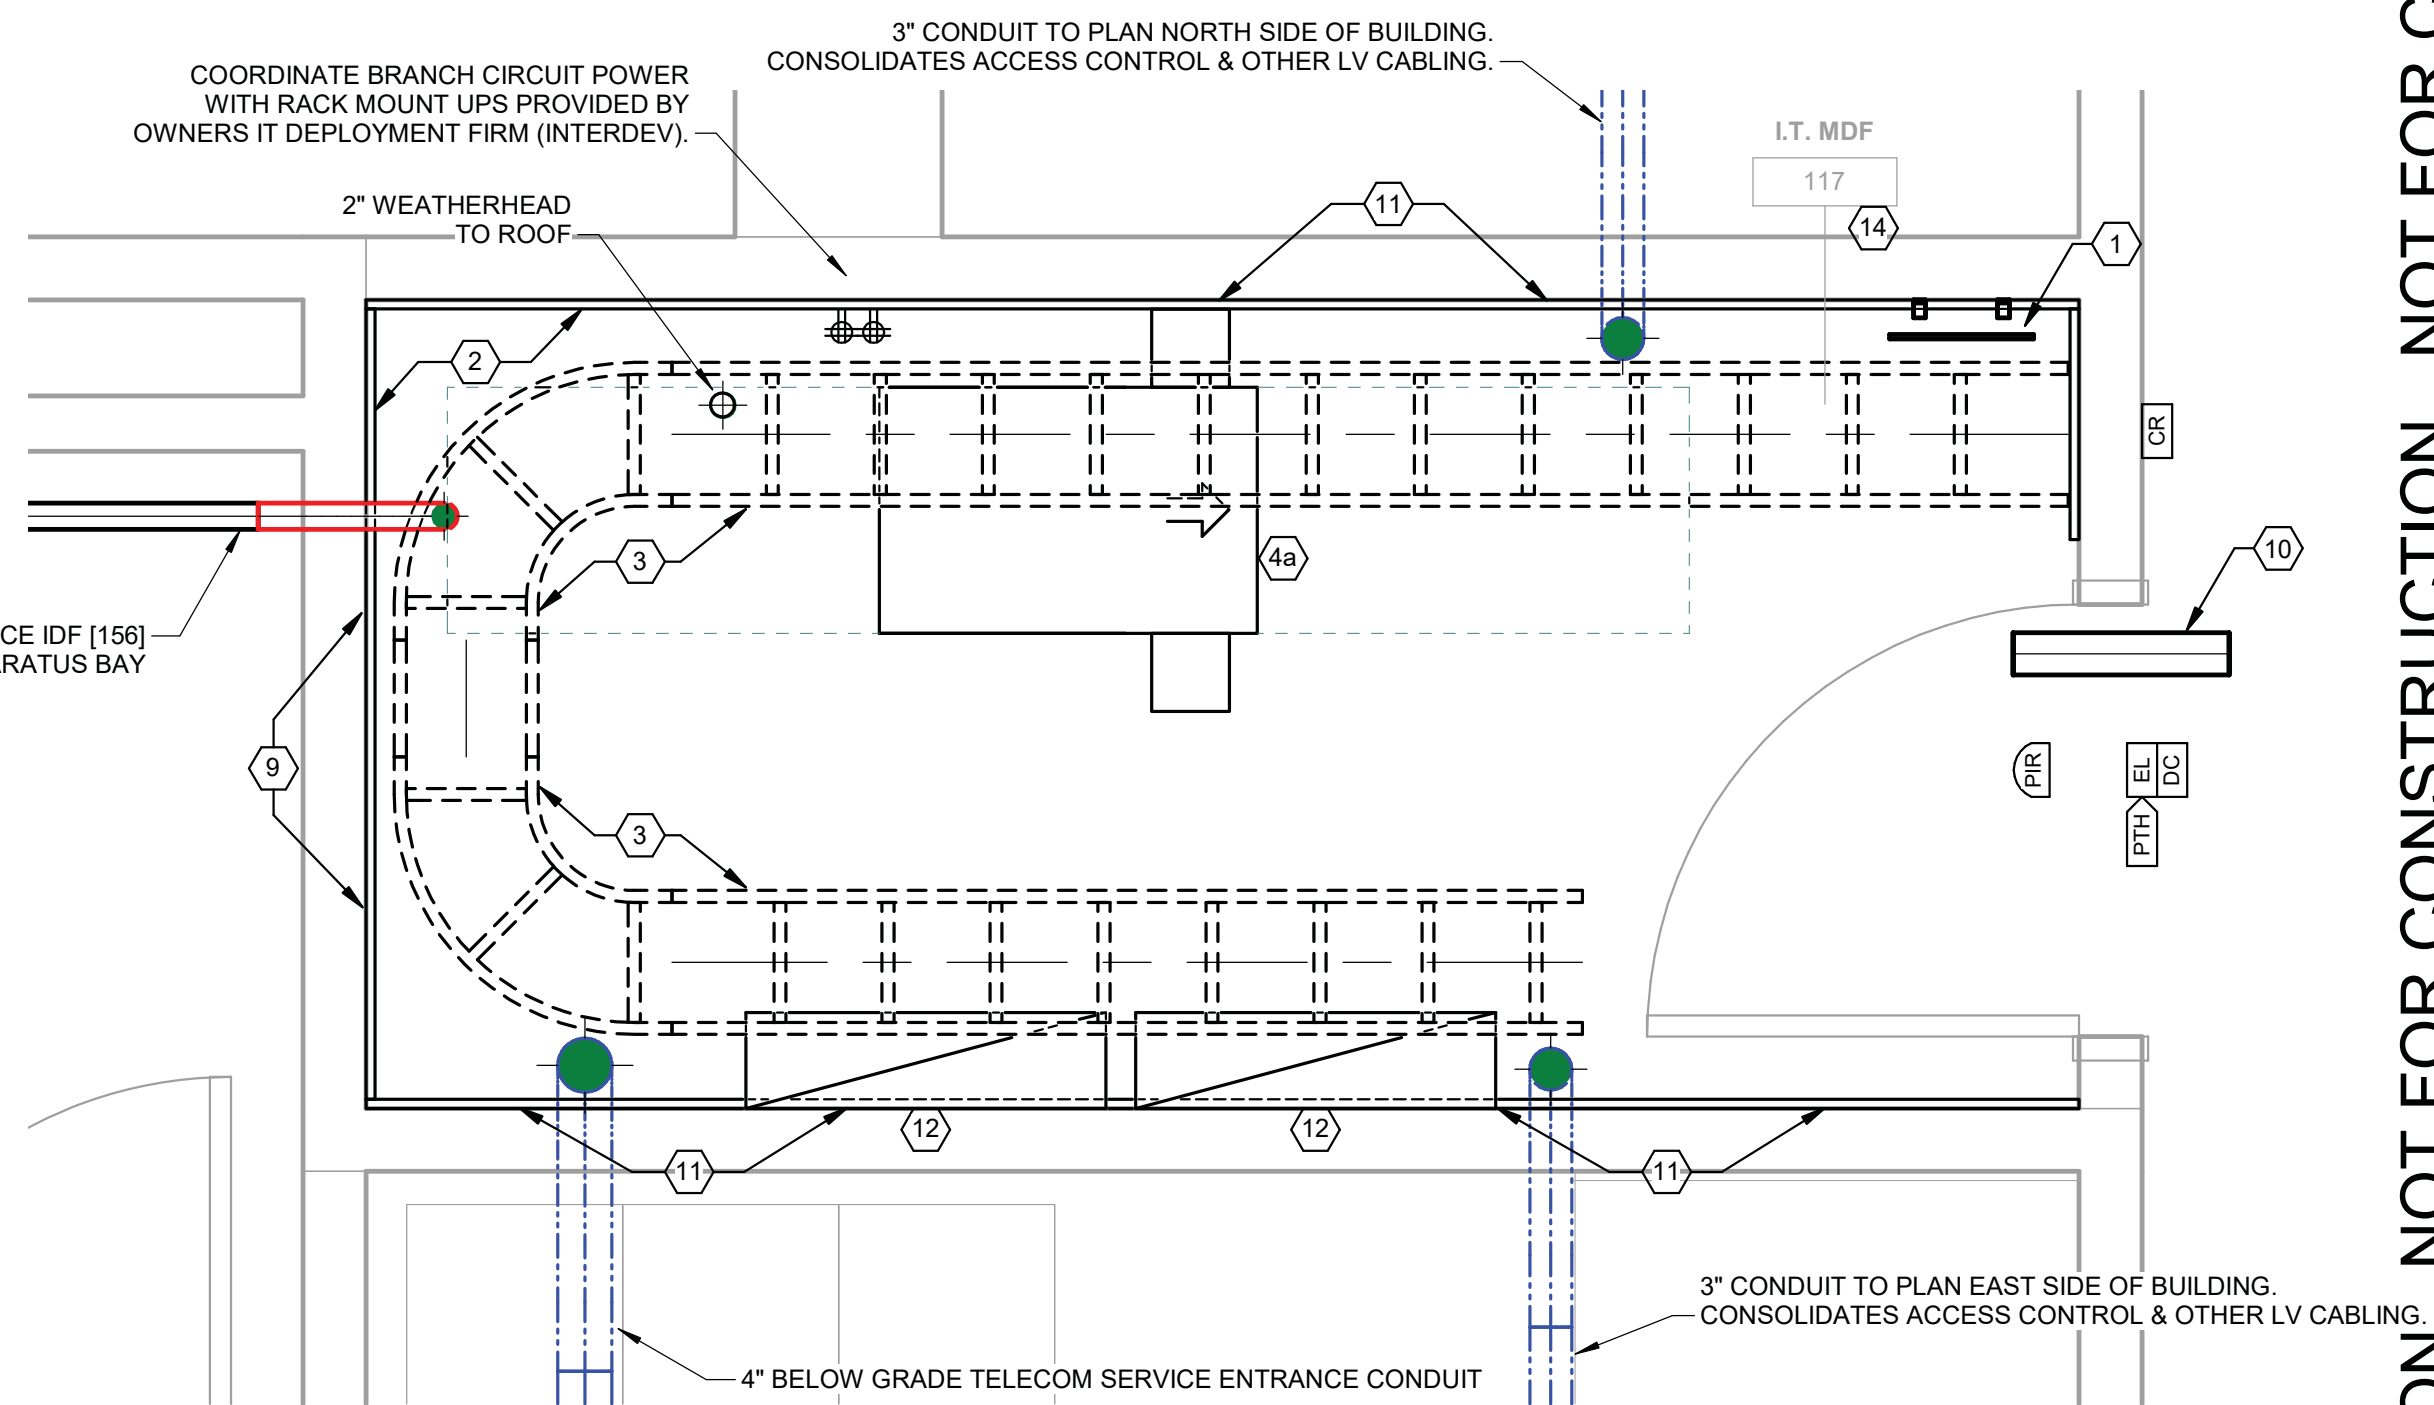 3" CONDUIT TO PLAN NORTH SIDE OF BUILDING.
CONSOLIDATES ACCESS CONTROL & OTHER LV CABLING.
COORDINATE BRANCH CIRCUIT POWER
WITH RACK MOUNT UPS PROVIDED BY
OWNERS IT DEPLOYMENT FIRM (INTERDEV).
I.T. MDF
117
2" WEATHERHEAD
TO ROOF
11
14
1
2
CR
3
4a
10
CE IDF [156]
ARATUS BAY
9
PIR
EL
DC
PTH
3
12
12
11
11
3" CONDUIT TO PLAN EAST SIDE OF BUILDING.
CONSOLIDATES ACCESS CONTROL & OTHER LV CABLING.
4" BELOW GRADE TELECOM SERVICE ENTRANCE CONDUIT
ON NOT FOR CONSTRUCTION NOT FOR C